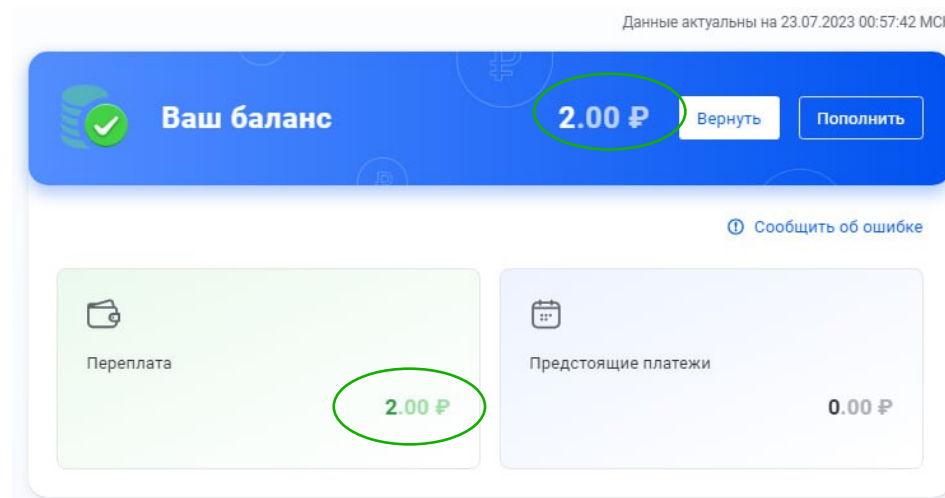 Данные актуальны на 23.07.2023 00:57:42 МСК
Ваш баланс
2.00 ₽
Вернуть
Пополнить
Сообщить об ошибке
Переплата
2.00 ₽
Предстоящие платежи
0.00 ₽